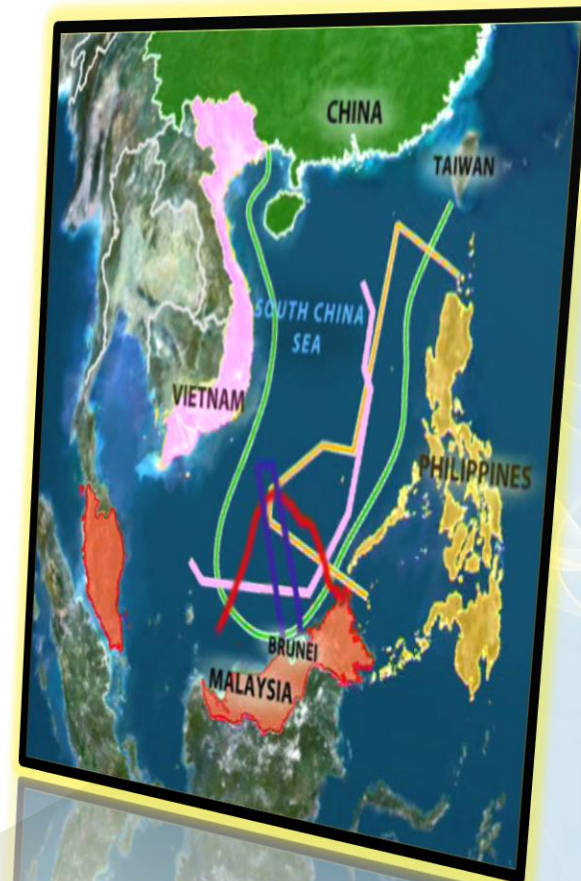 CHINA
TAIWAN
SOUTH CHINA
SEA
VIETNAM
PHILIPPINES
BRUNEI
MALAYSIA